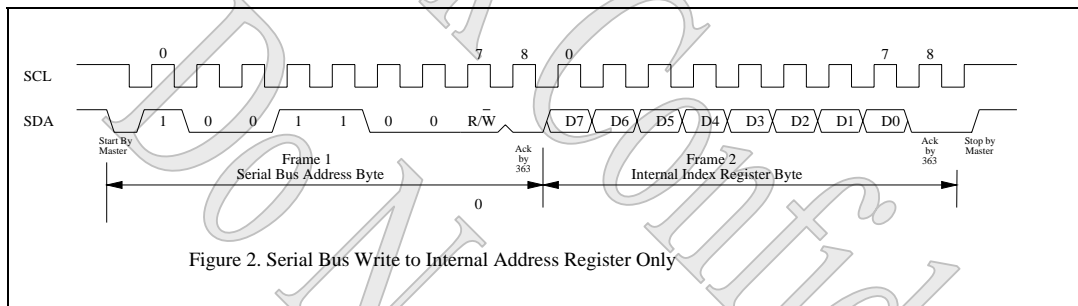 0 7 8 0 7 8
SCL
SDA 1 0 0 1 1 0 0 R/W D7 D6 D5 D4 D3 D2 D1 D0
Start By
Master
Ack
by
363
Ack
by
363
Stop by
Master
Frame 1
Serial Bus Address Byte
Frame 2
Internal Index Register Byte
0
Figure 2. Serial Bus Write to Internal Address Register Only